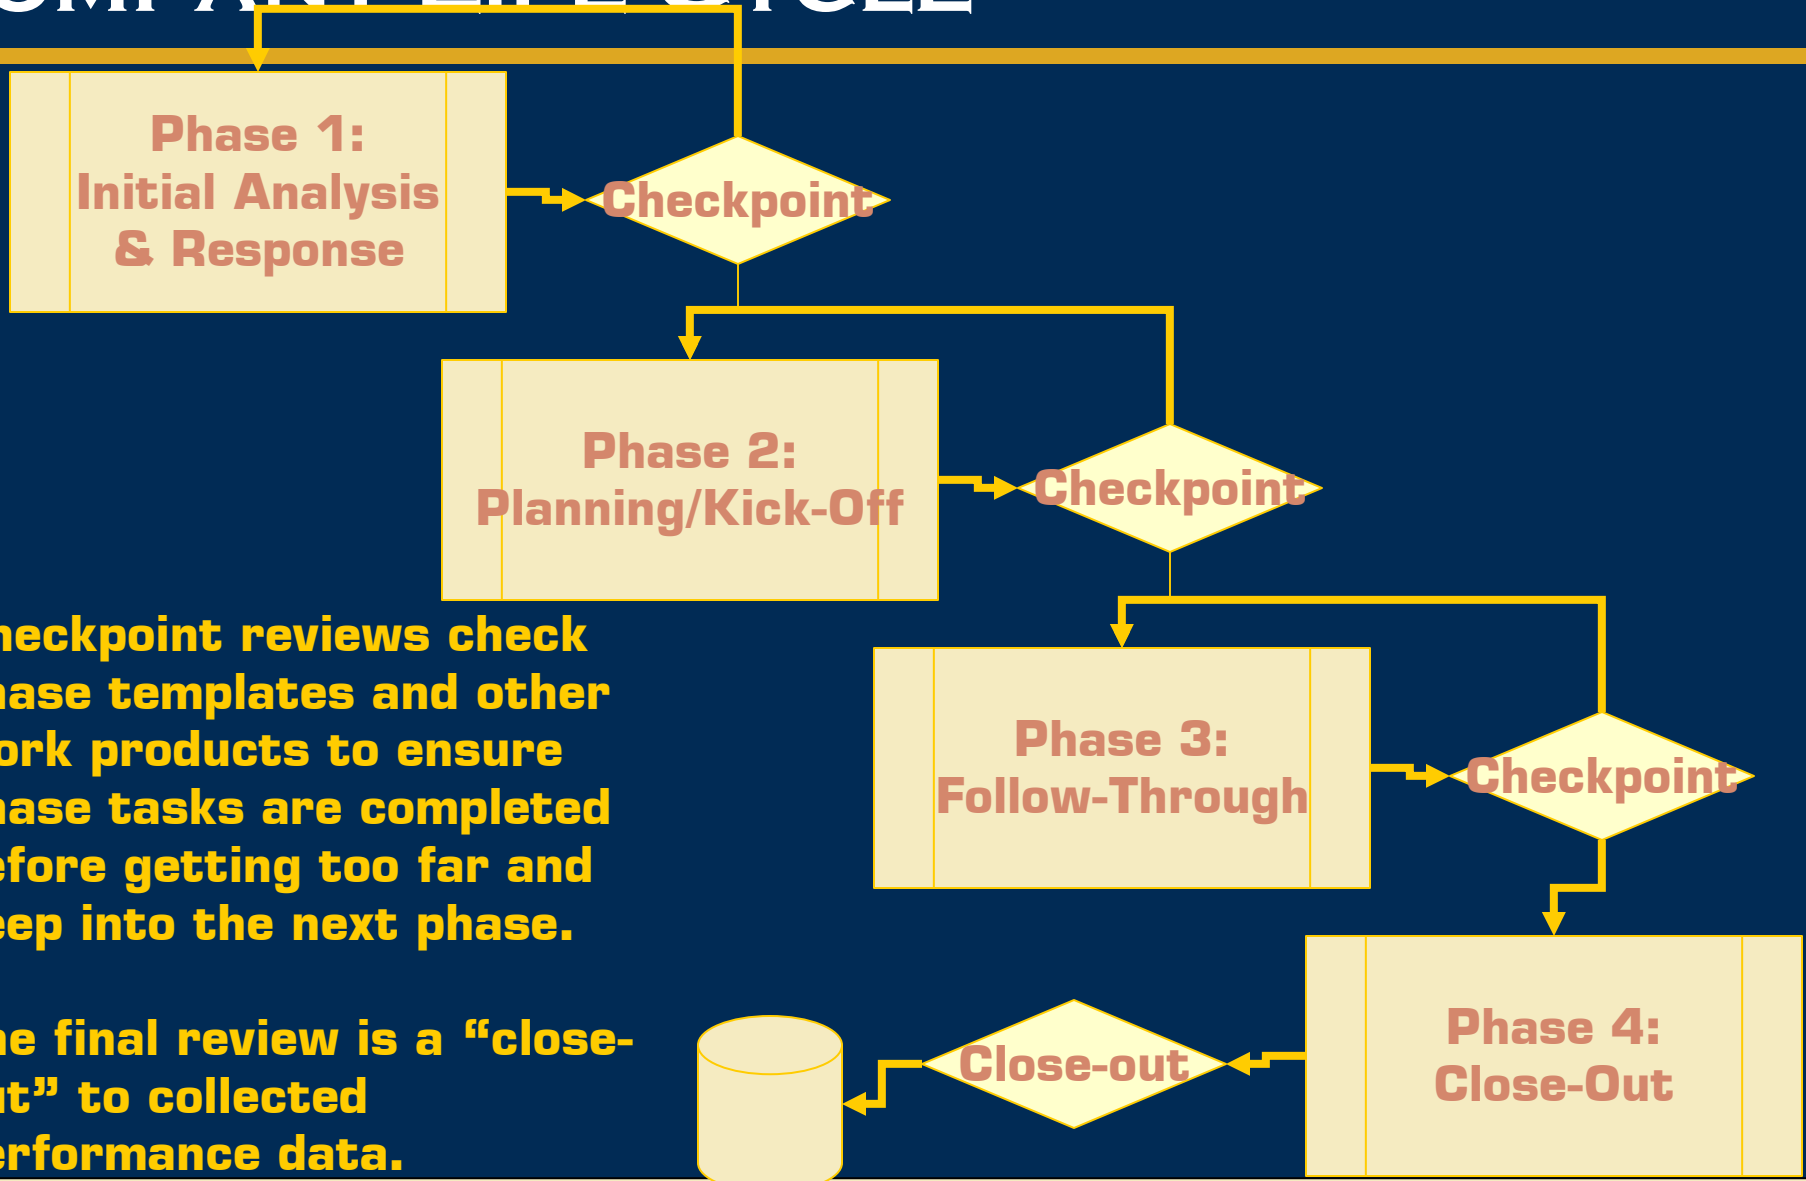 LIFE CYCLE
Phase 1:
Initial Analysis
& Response
Checkpoint
Phase 2:
Planning/Kick-Off
Checkpoint
Phase 3:
Follow-Through
Checkpoint
Phase 4:
Close-Out
Close-out
heckpoint reviews check
hase templates and other
ork products to ensure
hase tasks are completed
efore getting too far and
eep into the next phase.
he final review is a “close-
ut” to collected
erformance data.